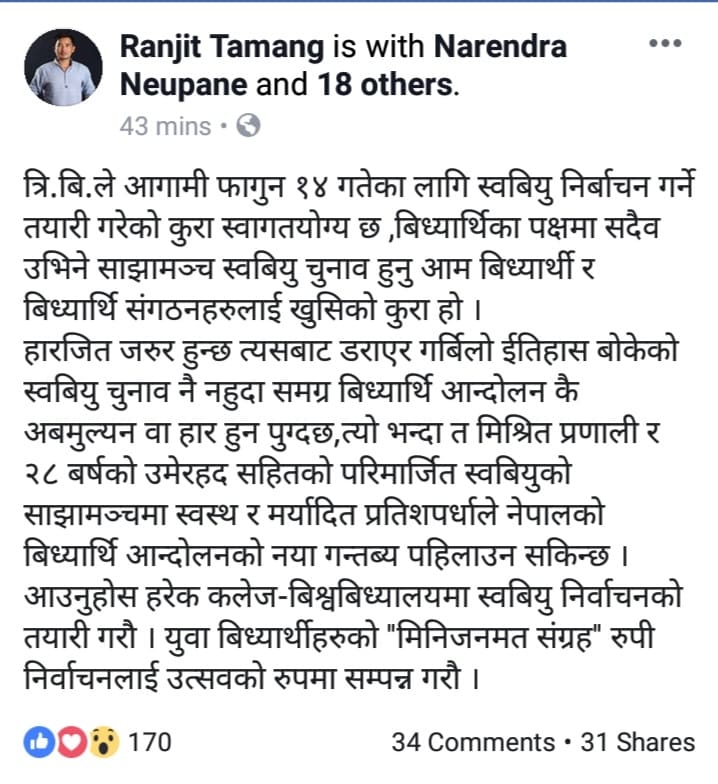 Ranjit Tamang is with Narendra
Neupane and 18 others.
43 mins •
त्रि.बि.ले आगामी फागुन १४ गतेका लागि स्वबियु निर्बाचन गर्ने
तयारी गरेको कुरा स्वागतयोग्य छ ,बिध्यार्थिका पक्षमा सदैव
उभिने साझामञ्च स्वबियु चुनाव हुनु आम बिध्यार्थी र
बिध्यार्थि संगठनहरुलाई खुसिको कुरा हो ।
हारजित जरुर हुन्छ त्यसबाट डराएर गर्बिलो ईतिहास बोकेको
स्वबियु चुनाव नै नहुदा समग्र बिध्यार्थि आन्दोलन कै
अबमुल्यन वा हार हुन पुग्दछ,त्यो भन्दा त मिश्रित प्रणाली र
२८ बर्षको उमेरहद सहितको परिमार्जित स्वबियुको
साझामञ्चमा स्वस्थ र मर्यादित प्रतिशपर्धाले नेपालको
बिध्यार्थि आन्दोलनको नया गन्तब्य पहिलाउन सकिन्छ ।
आउनुहोस हरेक कलेज-बिश्वबिध्यालयमा स्वबियु निर्वाचनको
तयारी गरौ । युवा बिध्यार्थीहरुको "मिनिजनमत संग्रह" रुपी
निर्वाचनलाई उत्सवको रुपमा सम्पन्न गरौ ।
170
34 Comments • 31 Shares